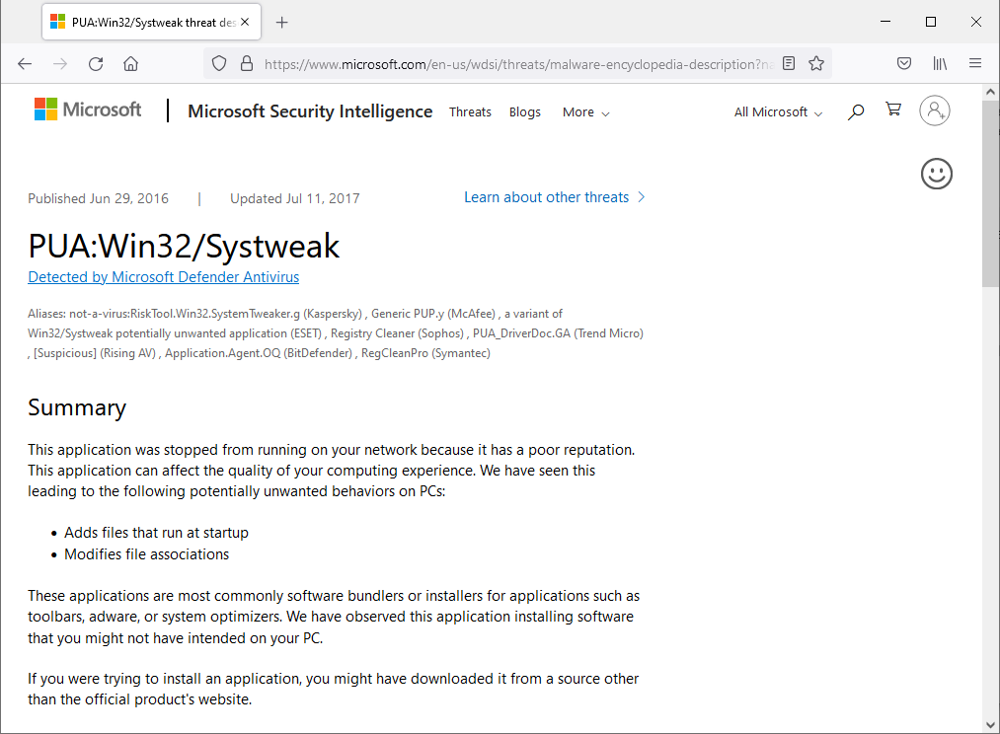 PUA:Win32/Systweak threat des
https://www.microsoft.com/en-us/wdsi/threats/malware-encyclopedia-description?na
Microsoft | Microsoft Security Intelligence Threats Blogs More All Microsoft
Published Jun 29, 2016 | Updated Jul 11, 2017 Learn about other threats
PUA:Win32/Systweak
Detected by Microsoft Defender Antivirus
Aliases: not-a-virus:RiskTool.Win32.SystemTweaker.g (Kaspersky) , Generic PUP.y (McAfee) , a variant of
Win32/Systweak potentially unwanted application (ESET) , Registry Cleaner (Sophos) , PUA_DriverDoc.GA (Trend Micro)
, [Suspicious] (Rising AV) , Application.Agent.OQ (BitDefender) , RegCleanPro (Symantec)
Summary
This application was stopped from running on your network because it has a poor reputation.
This application can affect the quality of your computing experience. We have seen this
leading to the following potentially unwanted behaviors on PCs:
• Adds files that run at startup
• Modifies file associations
These applications are most commonly software bundlers or installers for applications such as
toolbars, adware, or system optimizers. We have observed this application installing software
that you might not have intended on your PC.
If you were trying to install an application, you might have downloaded it from a source other
than the official product's website.